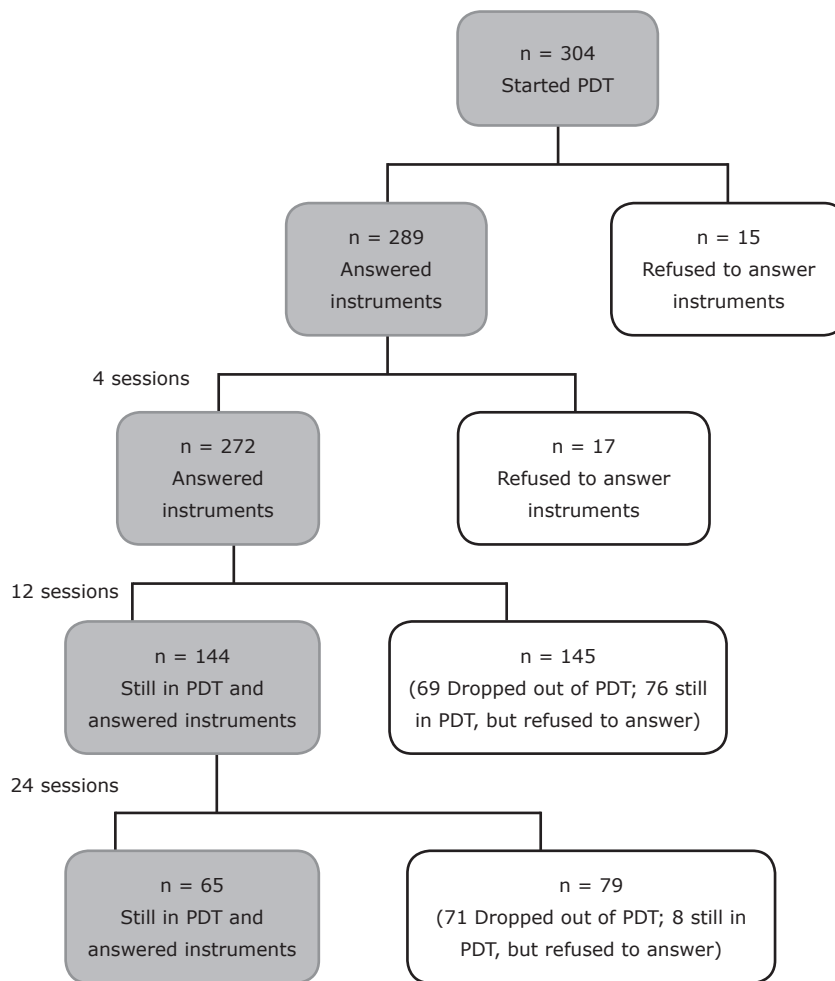 n = 304
Started PDT
n = 289
Answered
instruments
n = 15
Refused to answer
instruments
4 sessions
n = 272
Answered
instruments
n = 17
Refused to answer
instruments
12 sessions
n = 144
Still in PDT and
answered instruments
n = 145
(69 Dropped out of PDT; 76 still
in PDT, but refused to answer)
24 sessions
n = 65
Still in PDT and
answered instruments
n = 79
(71 Dropped out of PDT; 8 still in
PDT, but refused to answer)